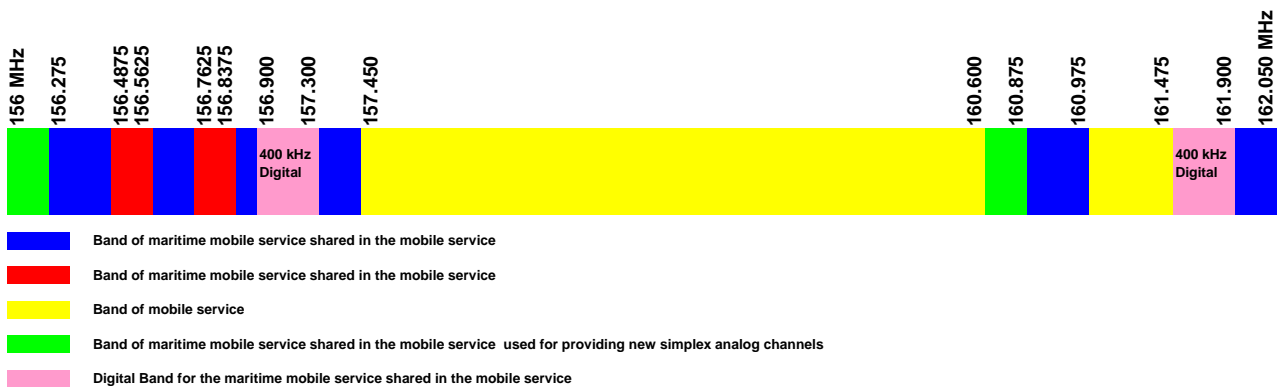 156 MHz
156.275
156.4875
156.5625
156.7625
156.8375
156.900
157.300
157.450
160.600
160.875
160.975
161.475
161.900
162.050 MHz
400 kHz
Digital
400 kHz
Digital
Band of maritime mobile service shared in the mobile service
Band of maritime mobile service shared in the mobile service
Band of mobile service
Band of maritime mobile service shared in the mobile service used for providing new simplex analog channels
Digital Band for the maritime mobile service shared in the mobile service